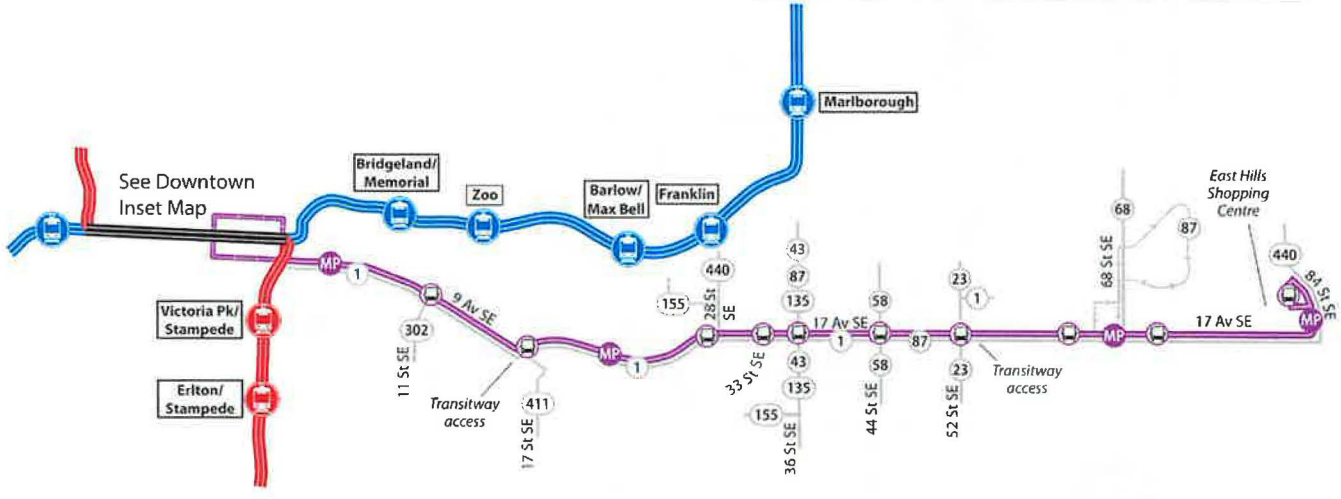 Marlborough
See Downtown
Inset Map
Bridgeland/
Memorial
Zoo
Barlow/
Max Bell
Franklin
East Hills
Shopping
Centre
68
87
68 St SE
440
84 St SE
MP
1
9 Av SE
302
11 St SE
Victoria Pk/
Stampede
Erlton/
Stampede
Transitway
access
411
17 St SE
MP
1
440
155
28 St
SE
33 St SE
43
87
135
17 Av SE
1
43
135
155
36 St SE
58
58
44 St SE
87
23
1
23
52 St SE
Transitway
access
MP
17 Av SE
MP